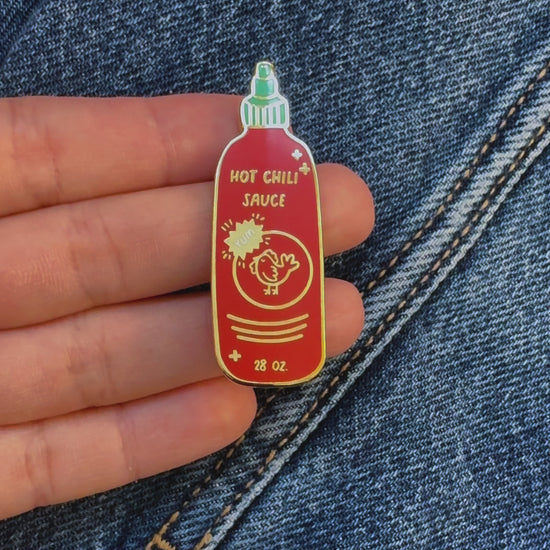 HOT CHILI
SAUCE
YUM
28 OZ.